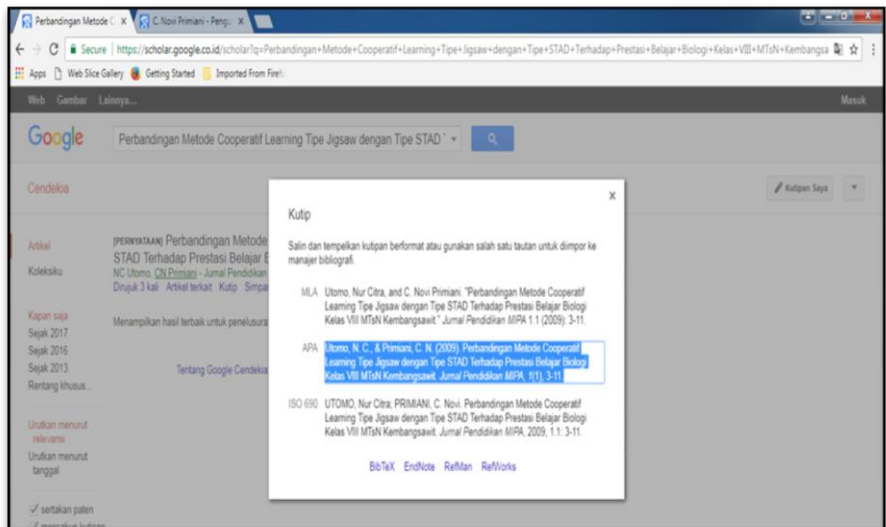 Perbandingan Metode C
C. Novi Primiani - Peng
Secure | https://scholar.google.co.id/scholar?q=Perbandingan+Metode+Cooperatif+Learning+Tipe+Jigsaw+dengan+Tipe+STAD+Terhadap+Prestasi+Belajar+Biologi+Kelas+VIII+MTsN+Kembangsa
Apps Web Slice Gallery Getting Started Imported From Firef
Web Gambar Lainnya... Masuk
Google Perbandingan Metode Cooperatif Learning Tipe Jigsaw dengan Tipe STAD T
Cendekia
Kutipan Saya
Artikel
Koleksiku
Kapan saja
Sejak 2017
Sejak 2016
Sejak 2013
Rentang khusus...
Urutkan menurut
relevansi
Urutkan menurut
tanggal
sertakan paten
[PERNYATAAN] Perbandingan Metode
STAD Terhadap Prestasi Belajar B
NC Utomo, CN Primiani - Jurnal Pendidikan
Dirujuk 3 kali Artikel terkait Kutip Simpan
Menampilkan hasil terbaik untuk penelusura
Tentang Google Cendekia
Kutip
x
Salin dan tempelkan kutipan berformat atau gunakan salah satu tautan untuk diimpor ke
manajer bibliografi.
MLA Utomo, Nur Citra, and C. Novi Primiani. "Perbandingan Metode Cooperatif
Learning Tipe Jigsaw dengan Tipe STAD Terhadap Prestasi Belajar Biologi
Kelas VIII MTsN Kembangsawit." Jurnal Pendidikan MIPA 1.1 (2009): 3-11.
APA Utomo, N. C., & Primiani, C. N. (2009). Perbandingan Metode Cooperatif
Learning Tipe Jigsaw dengan Tipe STAD Terhadap Prestasi Belajar Biologi
Kelas VIII MTsN Kembangsawit. Jurnal Pendidikan MIPA, 1(1), 3-11.
ISO 690 UTOMO, Nur Citra; PRIMIANI, C. Novi. Perbandingan Metode Cooperatif
Learning Tipe Jigsaw dengan Tipe STAD Terhadap Prestasi Belajar Biologi
Kelas VIII MTsN Kembangsawit. Jurnal Pendidikan MIPA, 2009, 1.1: 3-11.
BibTeX EndNote RefMan RefWorks